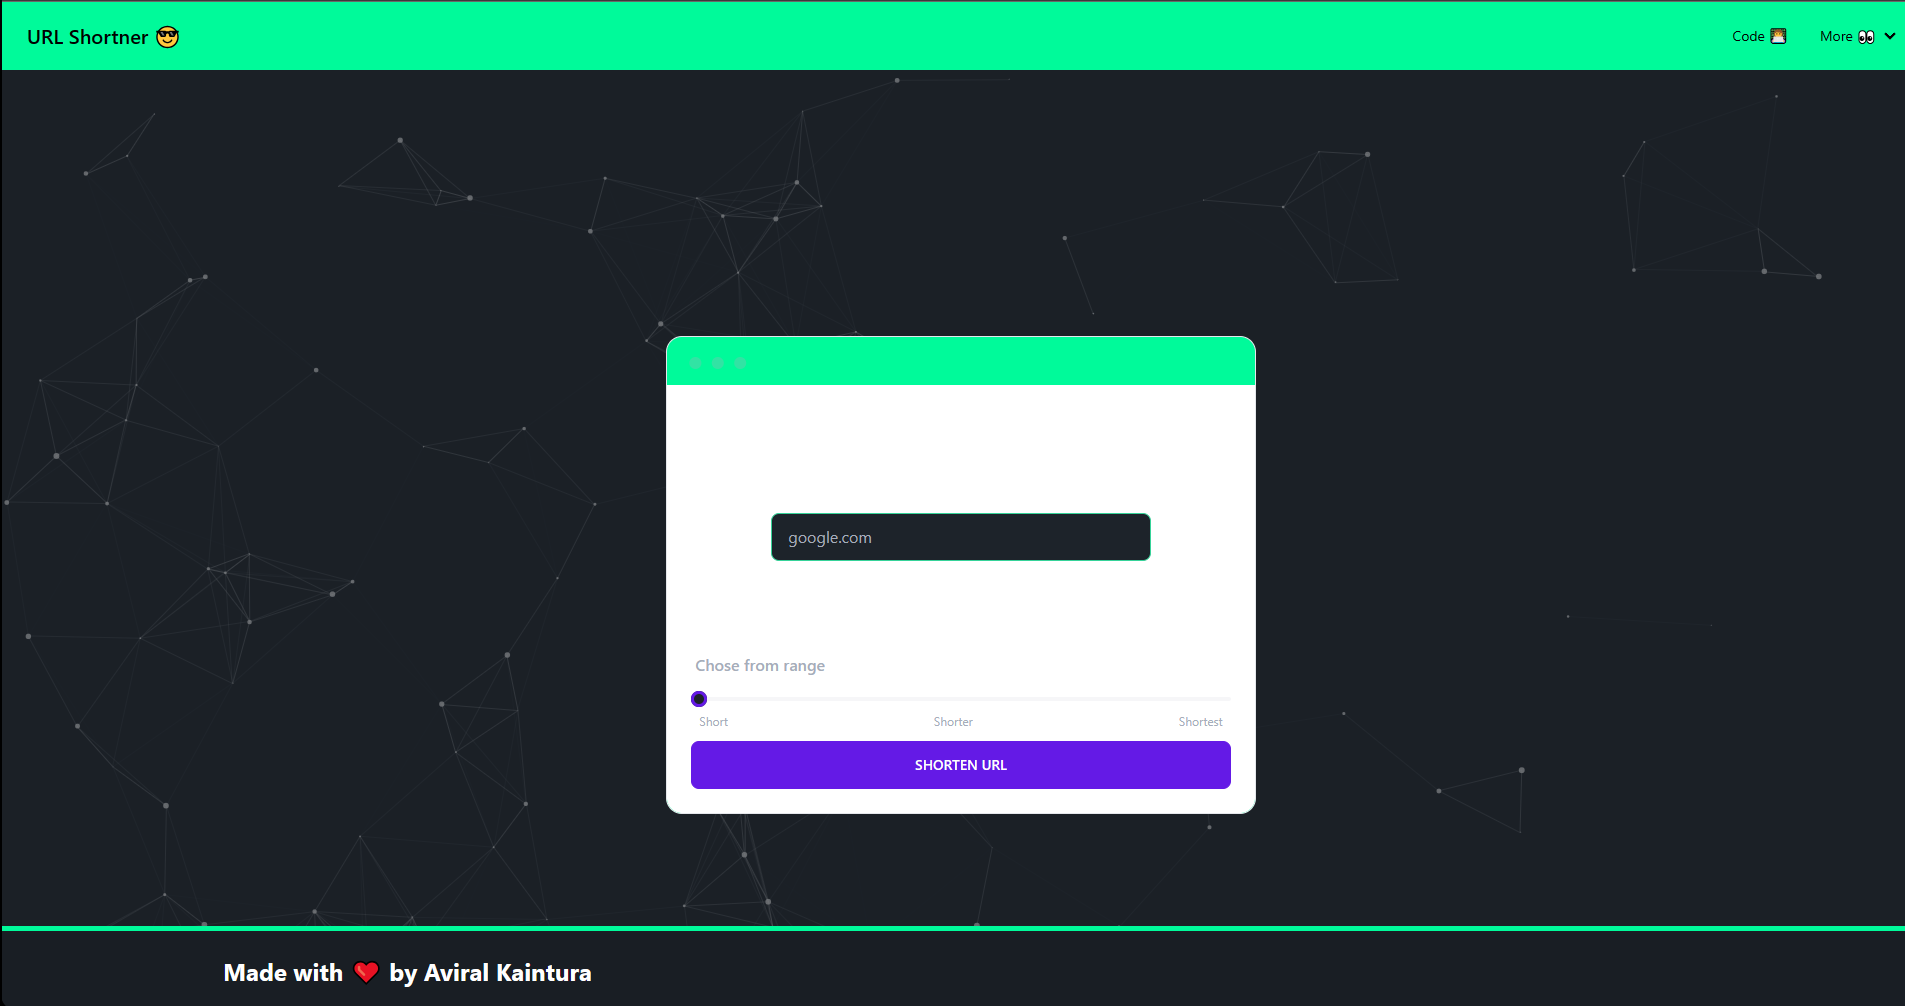 URL Shortner 😎
Code 👨‍💻 More 👀
google.com
Chose from range
Short Shorter Shortest
SHORTEN URL
Made with ❤️ by Aviral Kaintura